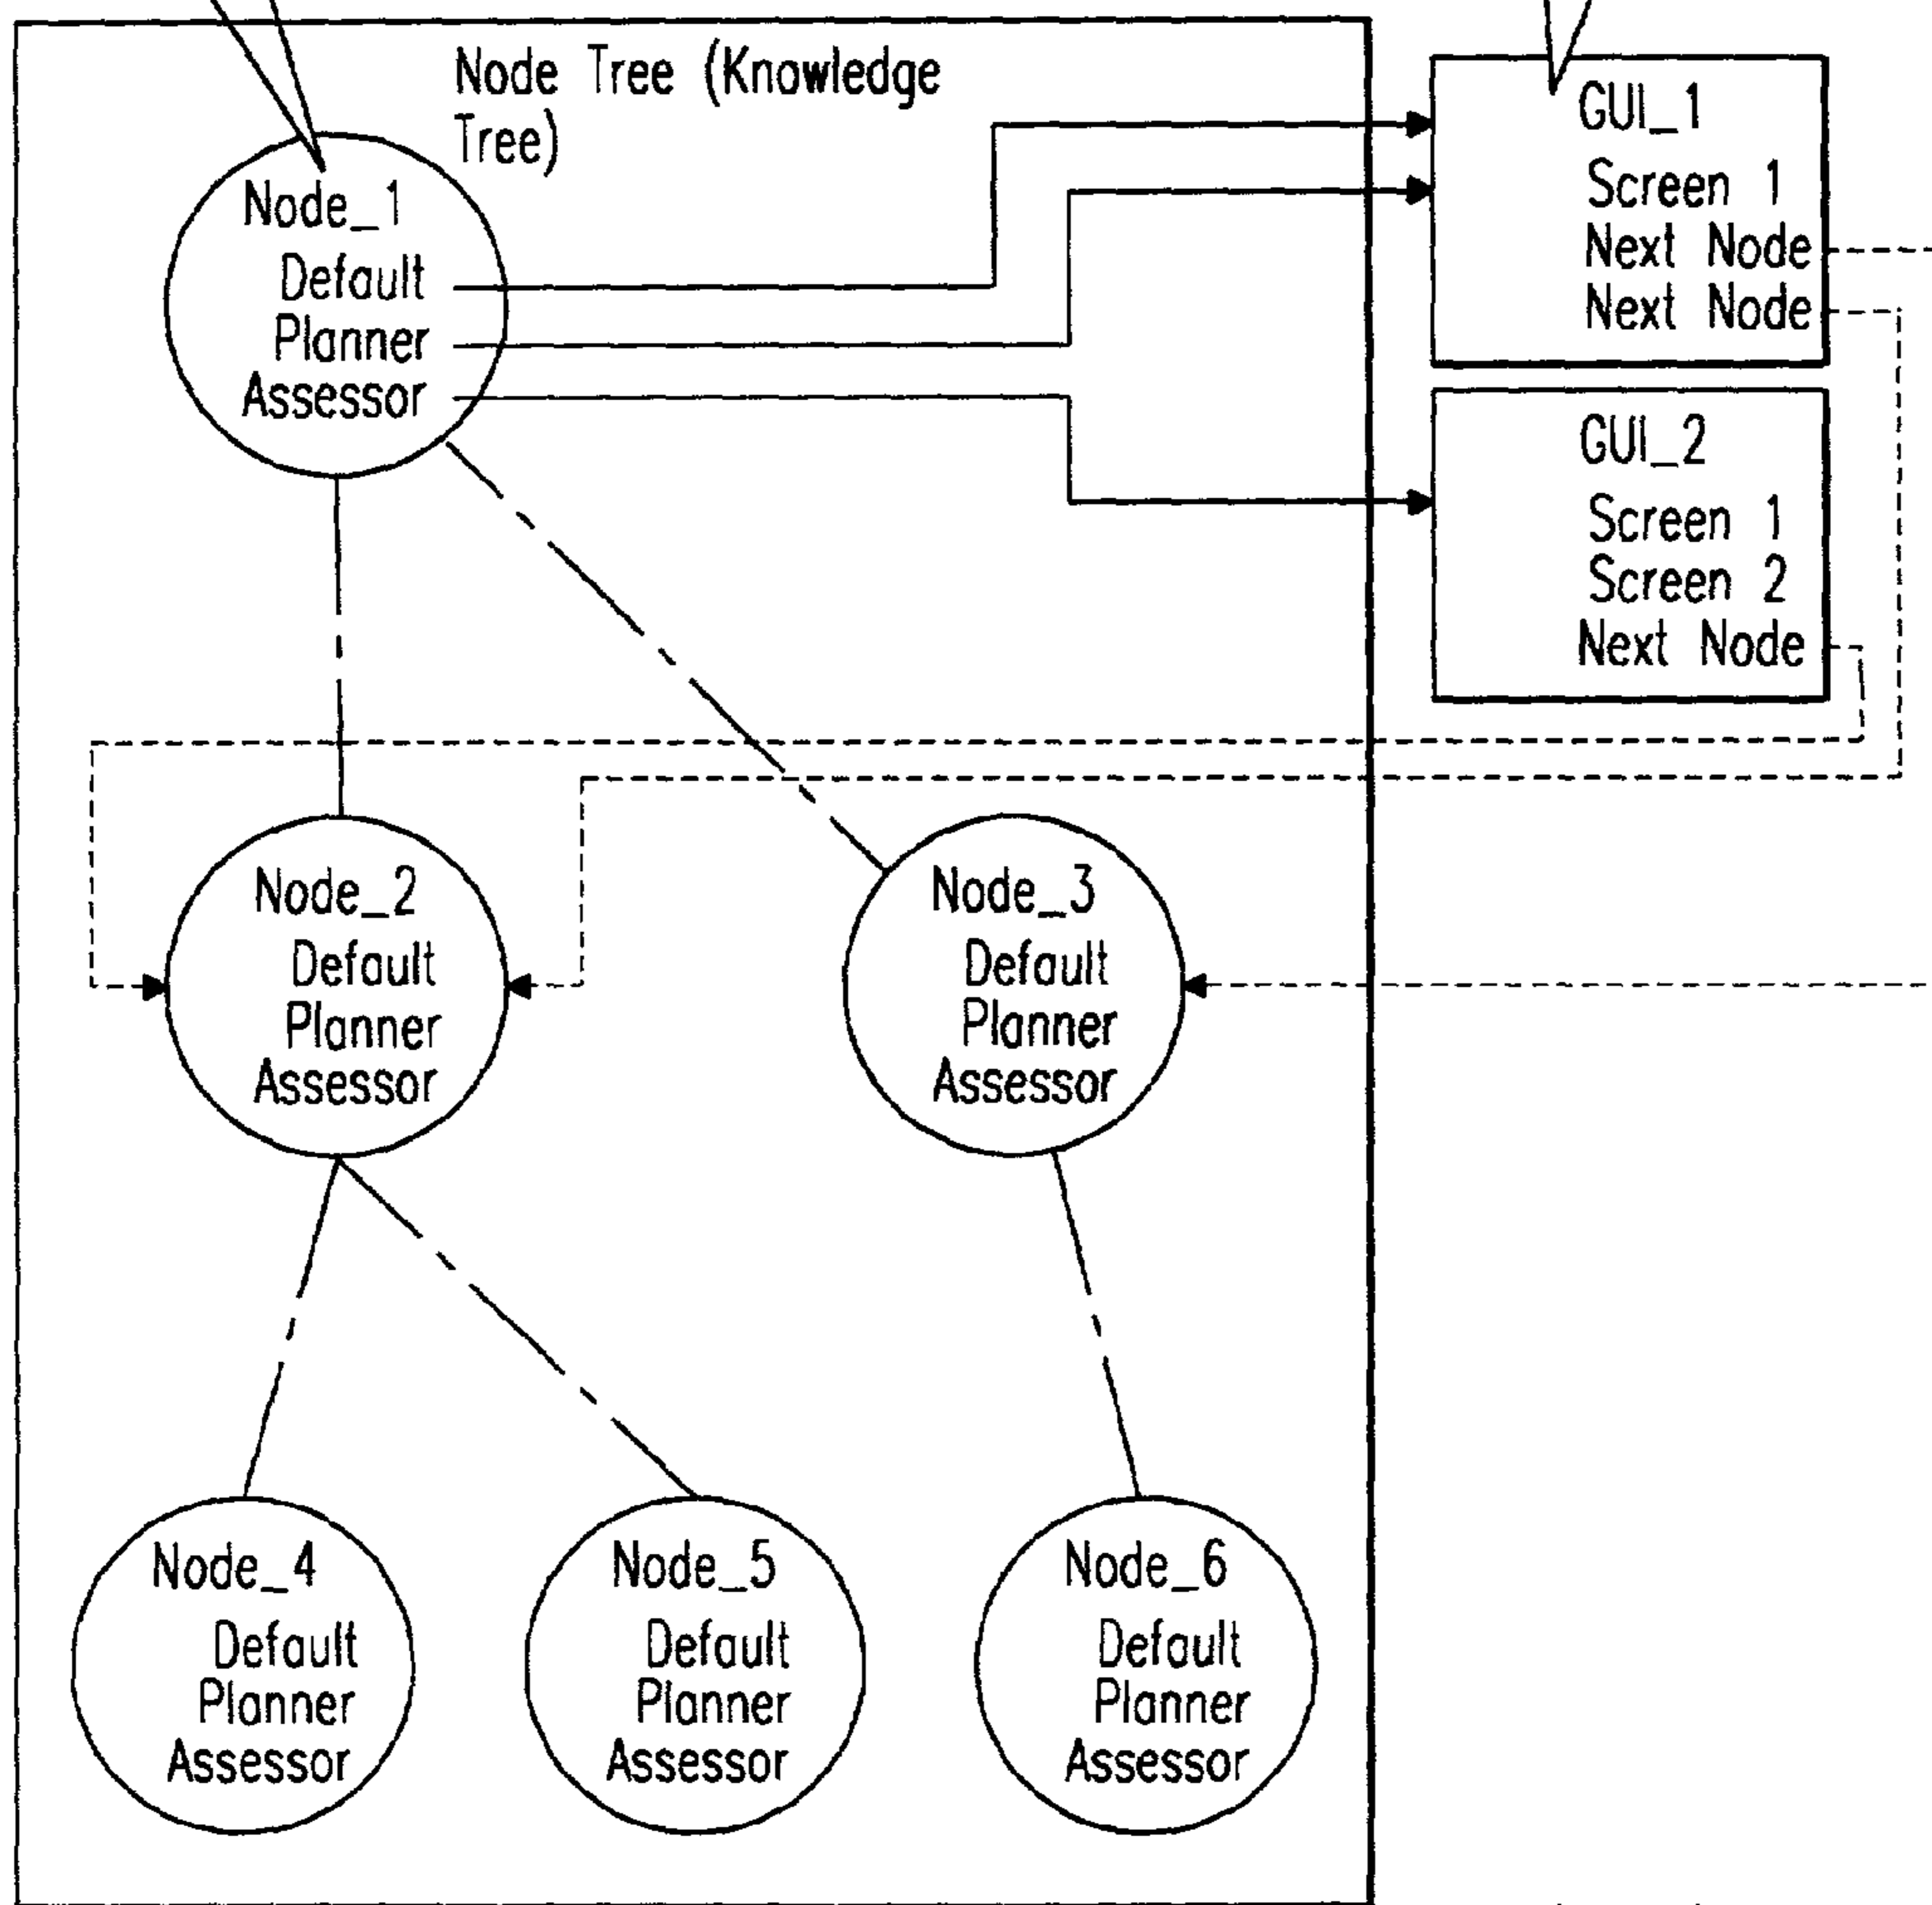 Node Tree (Knowledge
Tree)
Node_1
Default
Planner
Assessor
GUI_1
Screen 1
Next Node
Next Node
GUI_2
Screen 1
Screen 2
Next Node
Node_2
Default
Planner
Assessor
Node_3
Default
Planner
Assessor
Node_4
Default
Planner
Assessor
Node_5
Default
Planner
Assessor
Node_6
Default
Planner
Assessor